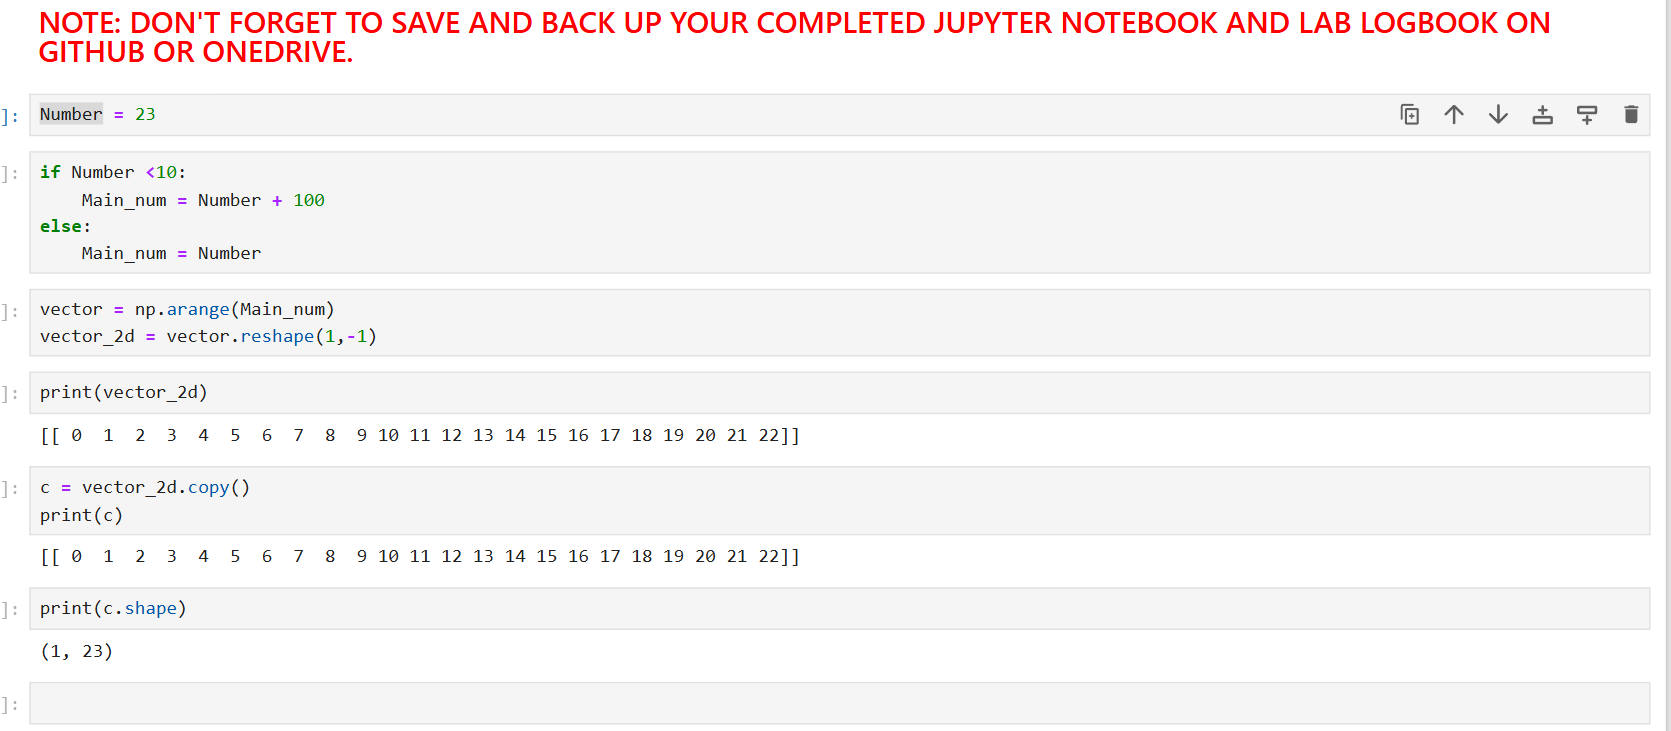 NOTE: DON'T FORGET TO SAVE AND BACK UP YOUR COMPLETED JUPYTER NOTEBOOK AND LAB LOGBOOK ON
GITHUB OR ONEDRIVE.
]: Number = 23
]: if Number <10:
    Main_num = Number + 100
else:
    Main_num = Number
]: vector = np.arange(Main_num)
vector_2d = vector.reshape(1,-1)
]: print(vector_2d)
[[ 0  1  2  3  4  5  6  7  8  9 10 11 12 13 14 15 16 17 18 19 20 21 22]]
]: c = vector_2d.copy()
print(c)
[[ 0  1  2  3  4  5  6  7  8  9 10 11 12 13 14 15 16 17 18 19 20 21 22]]
]: print(c.shape)
(1, 23)
]: